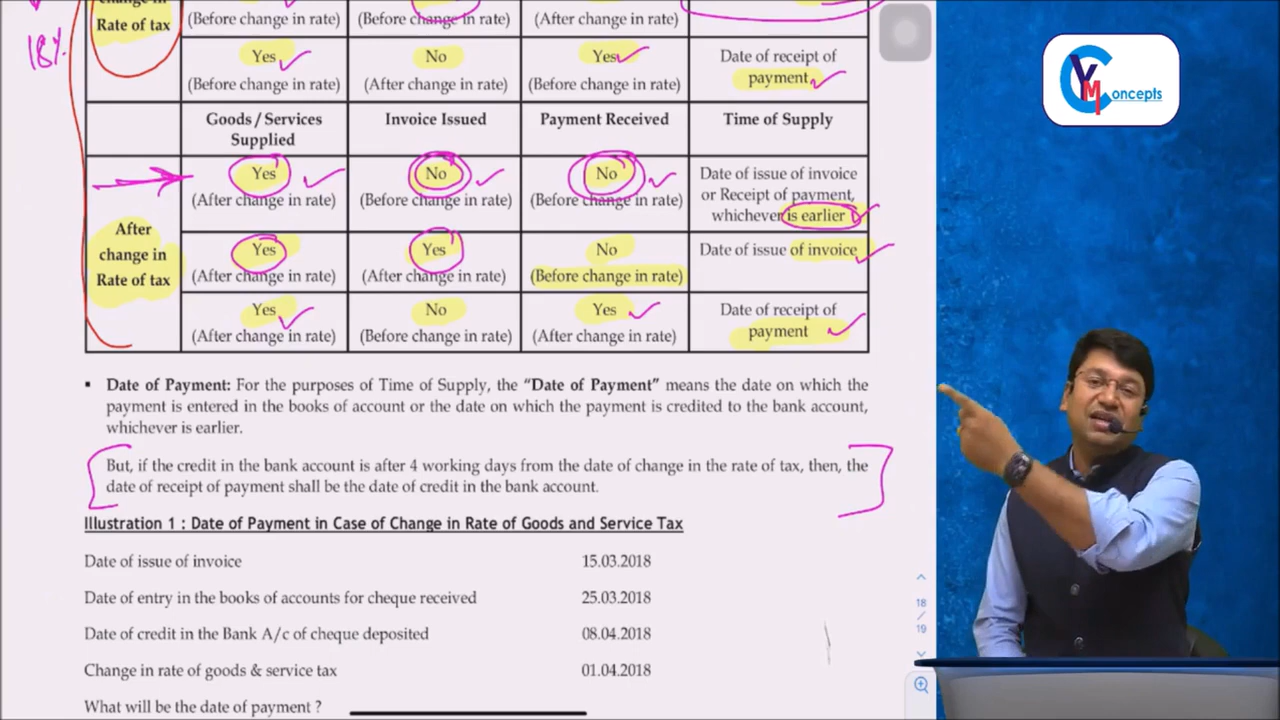 change in
Rate of tax
18%
(Before change in rate)
(Before change in rate)
(After change in rate)
Yes
No
Yes
Date of receipt of
payment
(Before change in rate)
(After change in rate)
(Before change in rate)
Goods / Services
Supplied
Invoice Issued
Payment Received
Time of Supply
After
change in
Rate of tax
Yes
No
No
Date of issue of invoice
or Receipt of payment,
whichever is earlier
(After change in rate)
(Before change in rate)
(Before change in rate)
Yes
Yes
No
Date of issue of invoice
(After change in rate)
(After change in rate)
(Before change in rate)
Yes
No
Yes
Date of receipt of
payment
(After change in rate)
(Before change in rate)
(After change in rate)
▪ Date of Payment: For the purposes of Time of Supply, the “Date of Payment” means the date on which the
payment is entered in the books of account or the date on which the payment is credited to the bank account,
whichever is earlier.
But, if the credit in the bank account is after 4 working days from the date of change in the rate of tax, then, the
date of receipt of payment shall be the date of credit in the bank account.
Illustration 1 : Date of Payment in Case of Change in Rate of Goods and Service Tax
Date of issue of invoice 15.03.2018
Date of entry in the books of accounts for cheque received 25.03.2018
Date of credit in the Bank A/c of cheque deposited 08.04.2018
Change in rate of goods & service tax 01.04.2018
What will be the date of payment ?
CYM
Concepts
18
/
19